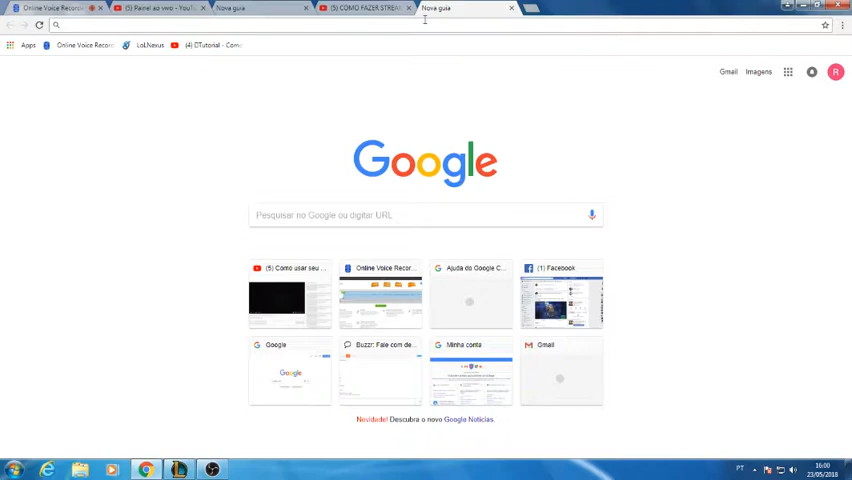 Online Voice Recor
(5) Painel ao vivo - YouTu
Nova guia
(5) COMO FAZER STREA
Nova guia
Apps
Online Voice Recorc
LoLNexus
(4) DTutorial - Com
Gmail
Imagens
R
Google
Pesquisar no Google ou digitar URL
(5) Como usar seu ...
Online Voice Recor...
Ajuda do Google C...
(1) Facebook
Google
Buzzr: Fale com de...
Minha conta
Gmail
Novidade! Descubra o novo Google Notícias.
PT
16:00
23/05/2018